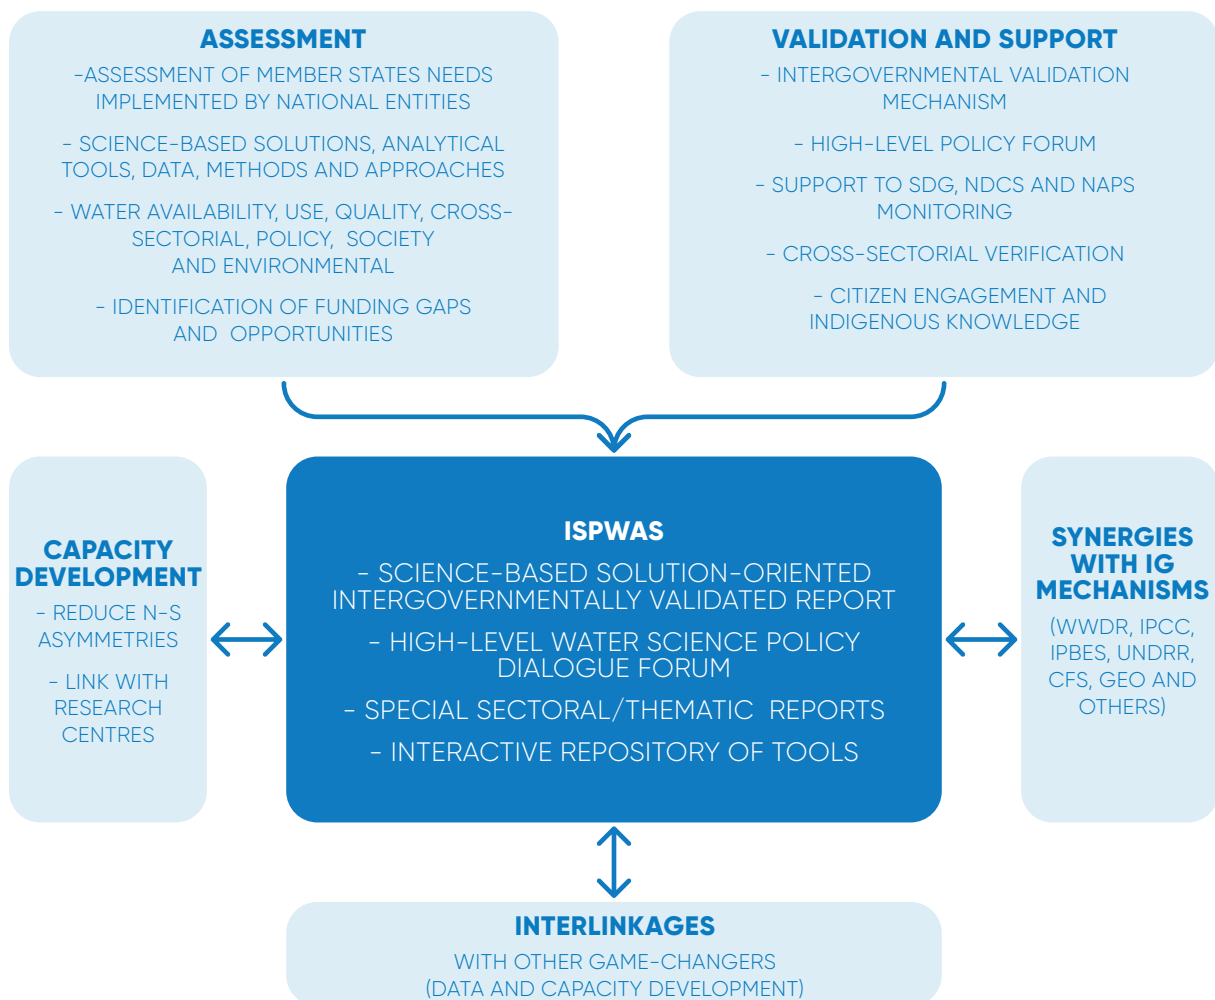 ASSESSMENT
-ASSESSMENT OF MEMBER STATES NEEDS
IMPLEMENTED BY NATIONAL ENTITIES
- SCIENCE-BASED SOLUTIONS, ANALYTICAL
TOOLS, DATA, METHODS AND APPROACHES
- WATER AVAILABILITY, USE, QUALITY, CROSS-
SECTORIAL, POLICY, SOCIETY
AND ENVIRONMENTAL
- IDENTIFICATION OF FUNDING GAPS
AND OPPORTUNITIES
VALIDATION AND SUPPORT
- INTERGOVERNMENTAL VALIDATION
MECHANISM
- HIGH-LEVEL POLICY FORUM
- SUPPORT TO SDG, NDCS AND NAPS
MONITORING
- CROSS-SECTORIAL VERIFICATION
- CITIZEN ENGAGEMENT AND
INDIGENOUS KNOWLEDGE
CAPACITY
DEVELOPMENT
- REDUCE N-S
ASYMMETRIES
- LINK WITH
RESEARCH
CENTRES
ISPWAS
- SCIENCE-BASED SOLUTION-ORIENTED
INTERGOVERNMENTALLY VALIDATED REPORT
- HIGH-LEVEL WATER SCIENCE POLICY
DIALOGUE FORUM
- SPECIAL SECTORAL/THEMATIC REPORTS
- INTERACTIVE REPOSITORY OF TOOLS
SYNERGIES
WITH IG
MECHANISMS
(WWDR, IPCC,
IPBES, UNDRR,
CFS, GEO AND
OTHERS)
INTERLINKAGES
WITH OTHER GAME-CHANGERS
(DATA AND CAPACITY DEVELOPMENT)